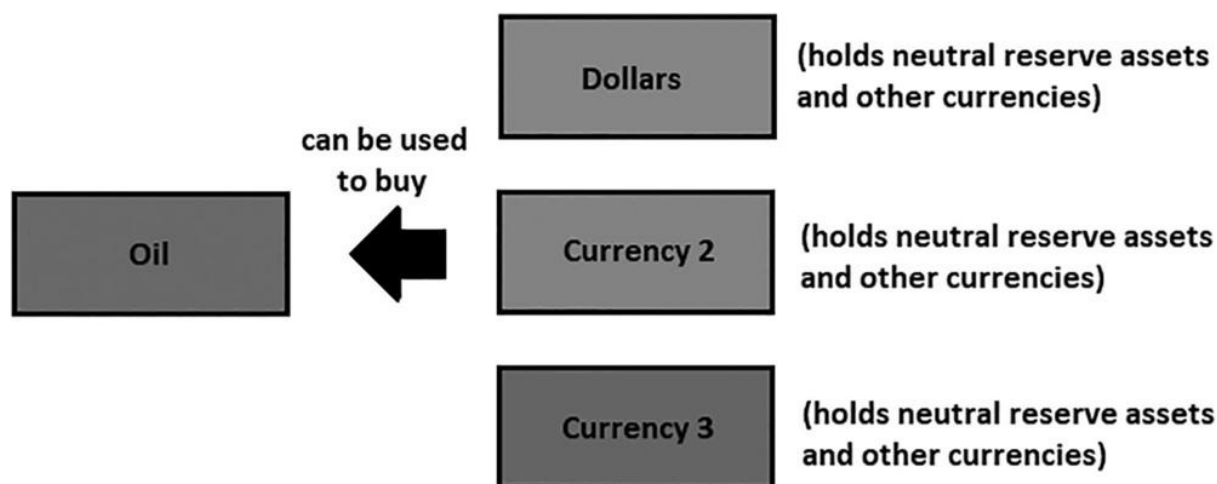 Dollars
(holds neutral reserve assets
and other currencies)
can be used
to buy
Oil
Currency 2
(holds neutral reserve assets
and other currencies)
Currency 3
(holds neutral reserve assets
and other currencies)